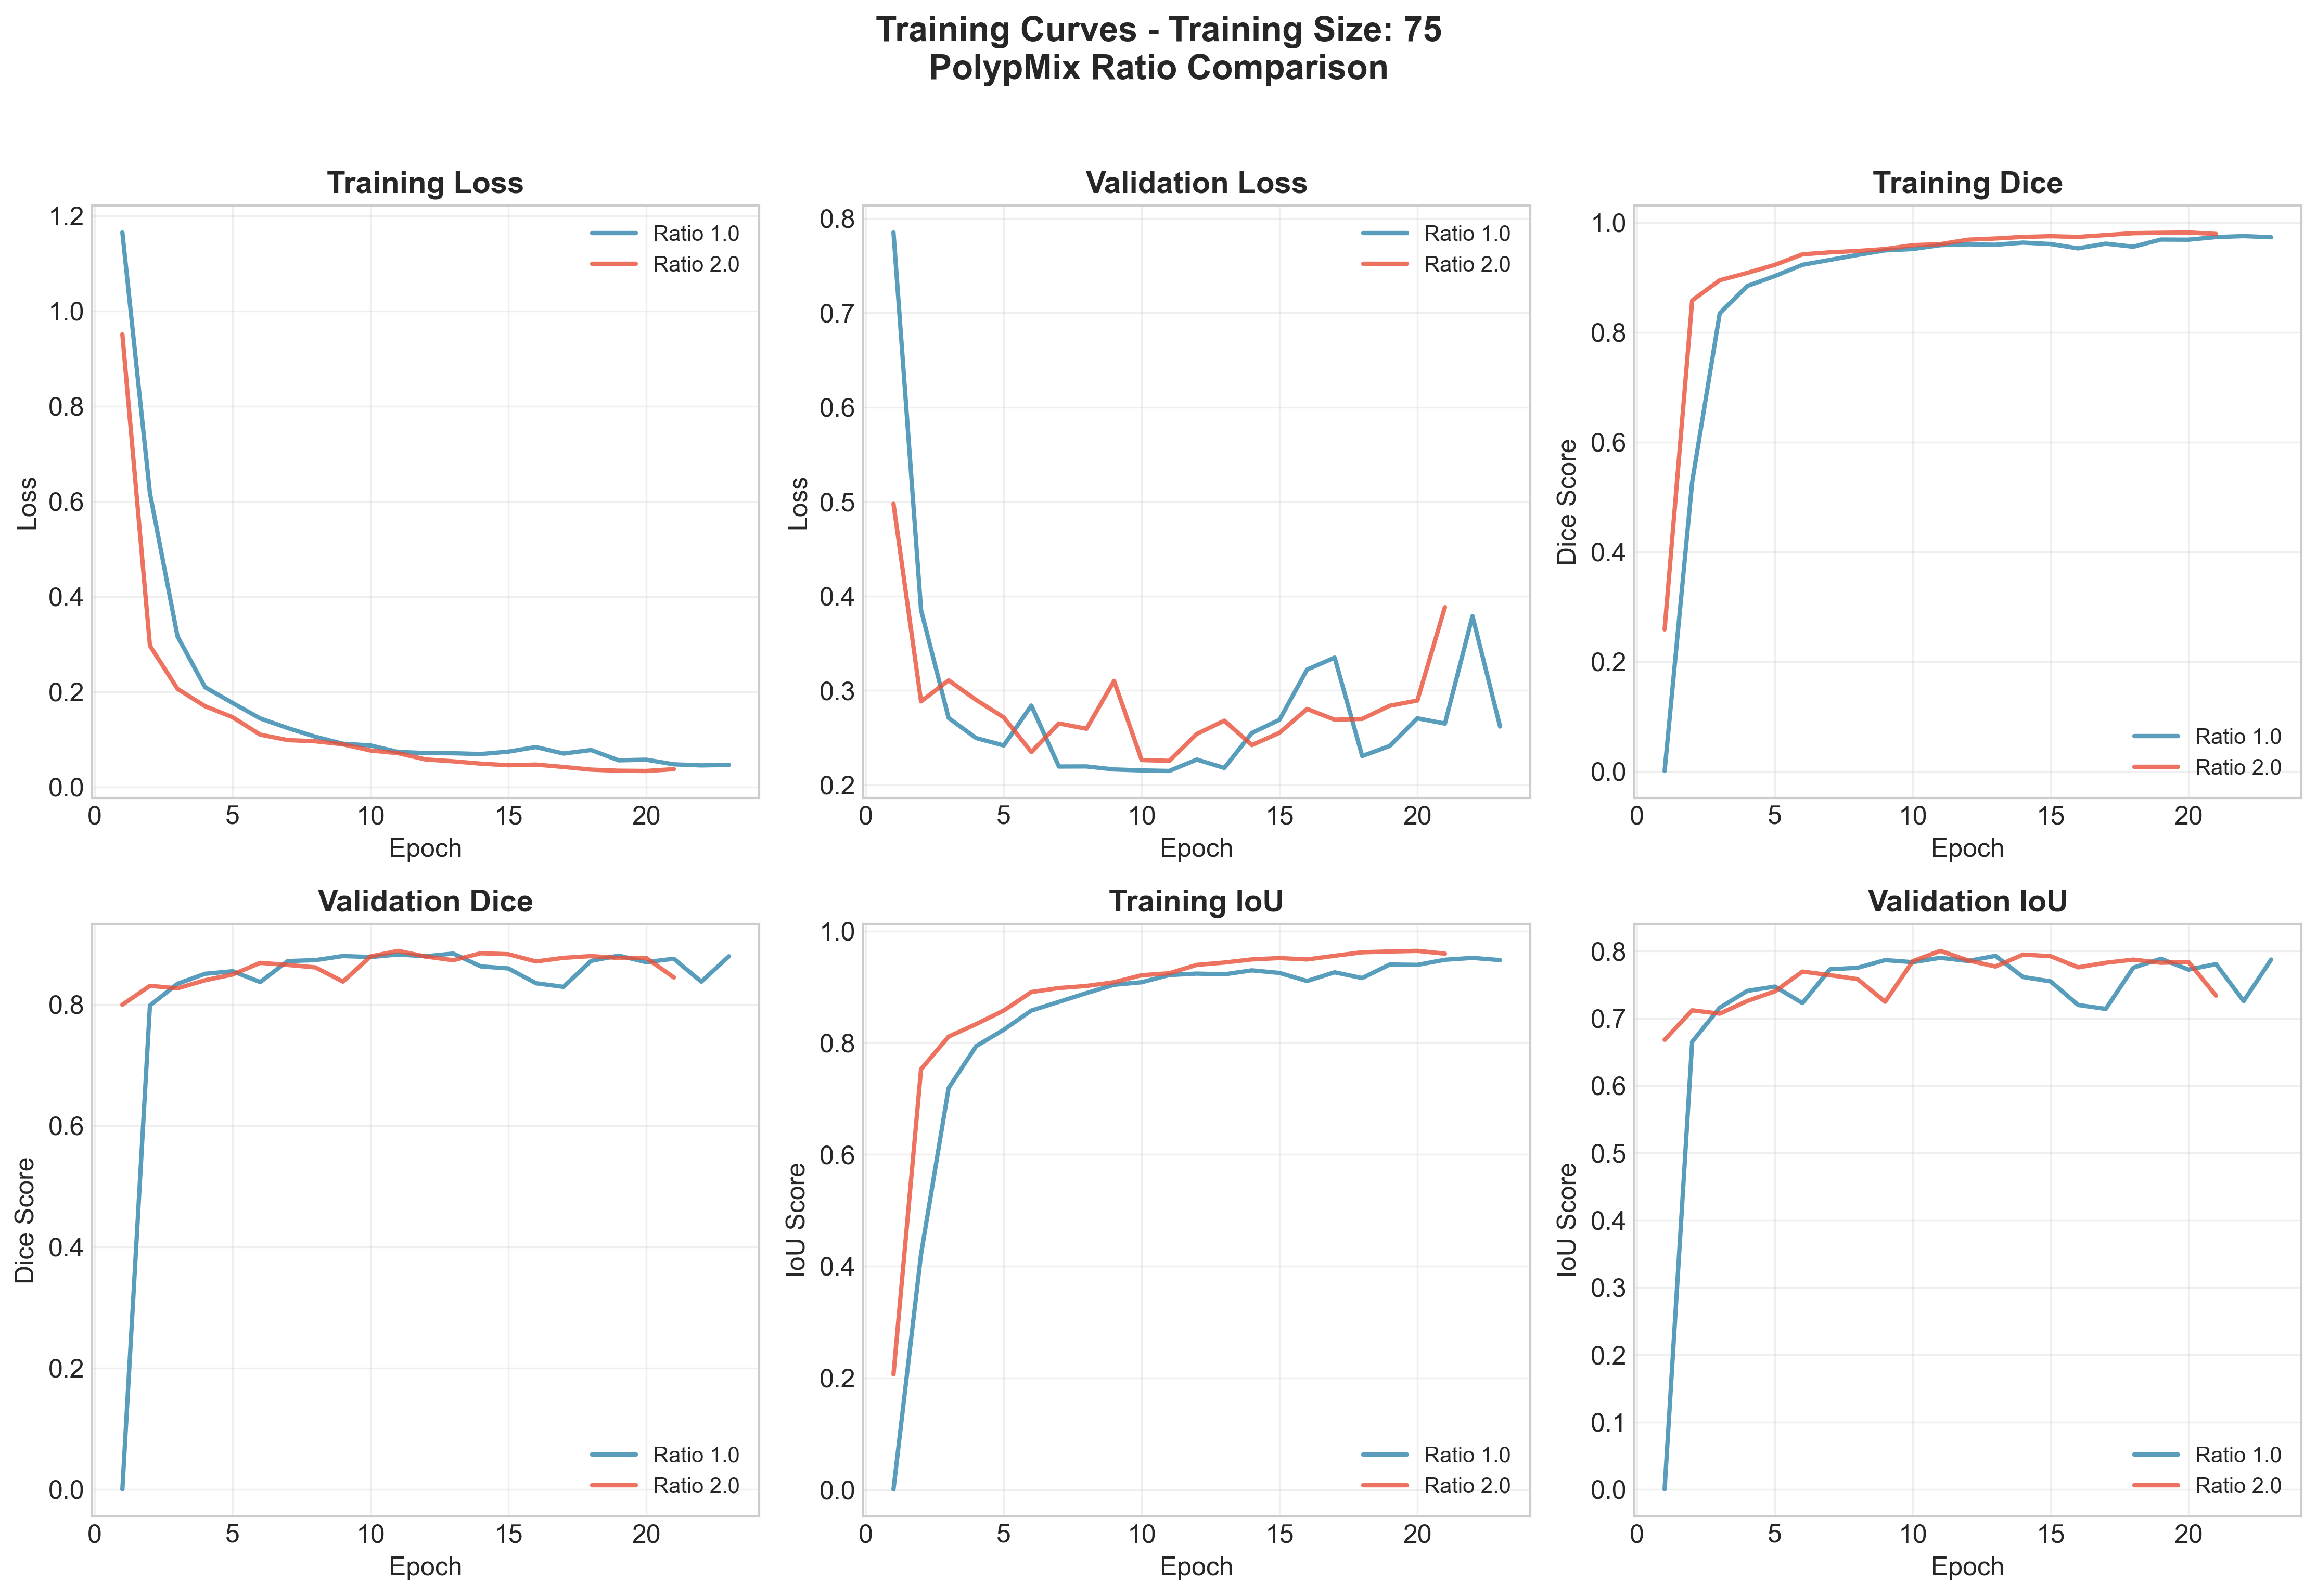 Training Curves - Training Size: 75
PolypMix Ratio Comparison
Training Loss
Loss
1.2
1.0
0.8
0.6
0.4
0.2
0.0
0 5 10 15 20
Epoch
Ratio 1.0
Ratio 2.0
Validation Loss
Loss
0.8
0.7
0.6
0.5
0.4
0.3
0.2
0 5 10 15 20
Epoch
Ratio 1.0
Ratio 2.0
Training Dice
Dice Score
1.0
0.8
0.6
0.4
0.2
0.0
0 5 10 15 20
Epoch
Ratio 1.0
Ratio 2.0
Validation Dice
Dice Score
0.8
0.6
0.4
0.2
0.0
0 5 10 15 20
Epoch
Ratio 1.0
Ratio 2.0
Training IoU
IoU Score
1.0
0.8
0.6
0.4
0.2
0.0
0 5 10 15 20
Epoch
Ratio 1.0
Ratio 2.0
Validation IoU
IoU Score
0.8
0.7
0.6
0.5
0.4
0.3
0.2
0.1
0.0
0 5 10 15 20
Epoch
Ratio 1.0
Ratio 2.0